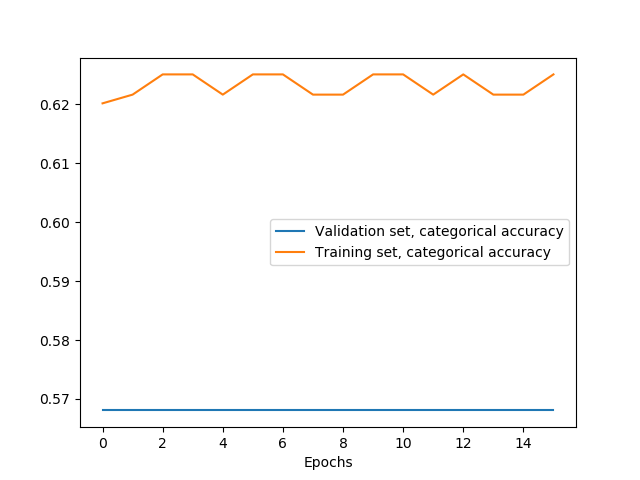 0.62
0.61
0.60
0.59
0.58
0.57
Validation set, categorical accuracy
Training set, categorical accuracy
0 2 4 6 8 10 12 14
Epochs